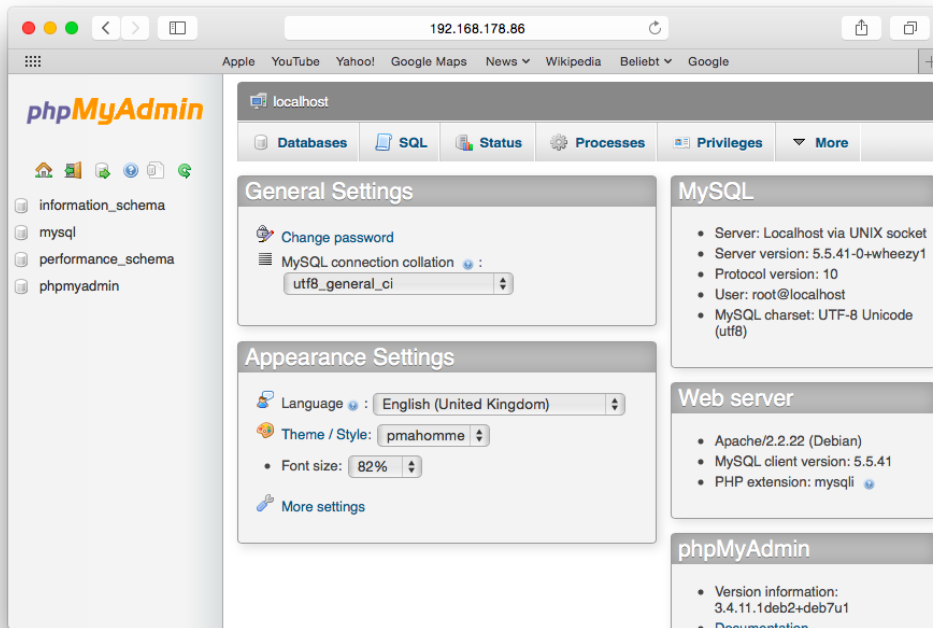 192.168.178.86
Apple YouTube Yahoo! Google Maps News Wikipedia Beliebt Google
phpMyAdmin
localhost
Databases SQL Status Processes Privileges More
information_schema
mysql
performance_schema
phpmyadmin
General Settings
Change password
MySQL connection collation :
utf8_general_ci
Appearance Settings
Language : English (United Kingdom)
Theme / Style: pmahomme
Font size: 82%
More settings
MySQL
Server: Localhost via UNIX socket
Server version: 5.5.41-0+wheezy1
Protocol version: 10
User: root@localhost
MySQL charset: UTF-8 Unicode
(utf8)
Web server
Apache/2.2.22 (Debian)
MySQL client version: 5.5.41
PHP extension: mysqli
phpMyAdmin
Version information:
3.4.11.1deb2+deb7u1
Documentation